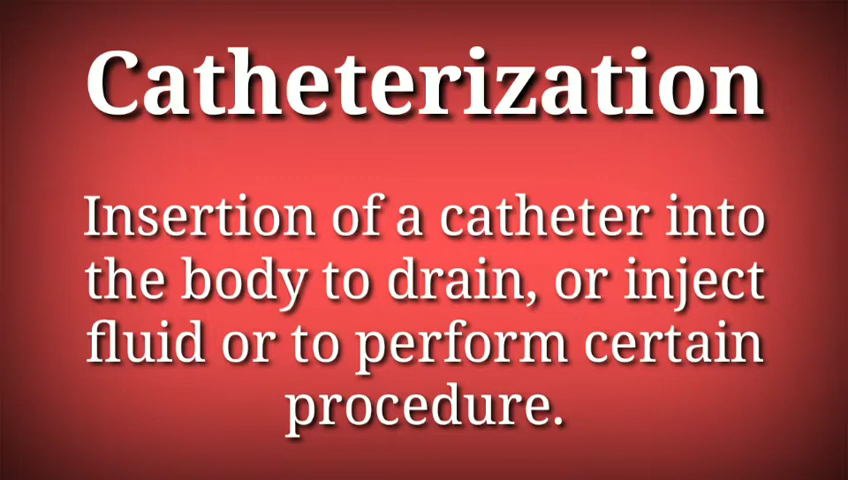 Catheterization
Insertion of a catheter into
the body to drain, or inject
fluid or to perform certain
procedure.